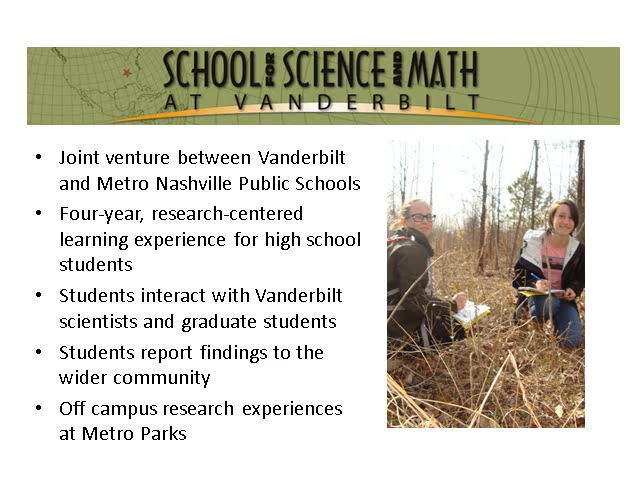 SCHOOL FOR SCIENCE AND MATH
AT VANDERBILT
• Joint venture between Vanderbilt
and Metro Nashville Public Schools
• Four-year, research-centered
learning experience for high school
students
• Students interact with Vanderbilt
scientists and graduate students
• Students report findings to the
wider community
• Off campus research experiences
at Metro Parks